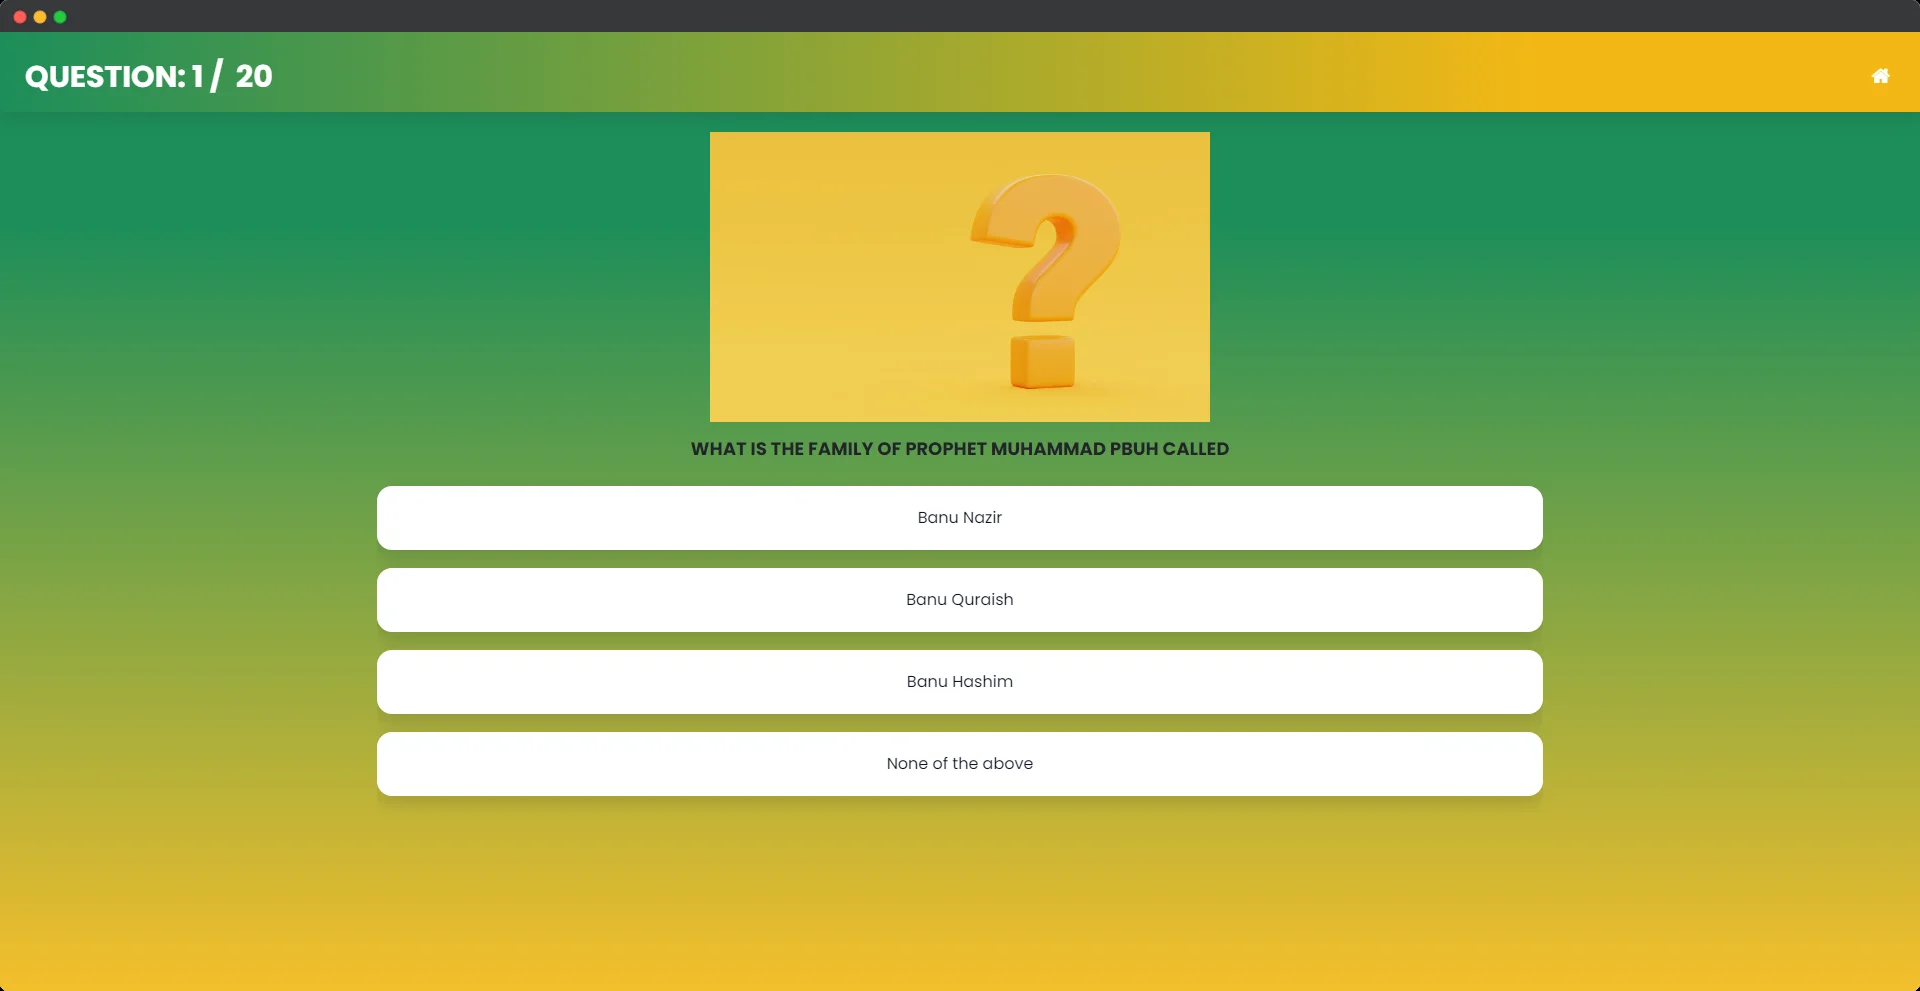 QUESTION: 1 / 20
WHAT IS THE FAMILY OF PROPHET MUHAMMAD PBUH CALLED
Banu Nazir
Banu Quraish
Banu Hashim
None of the above